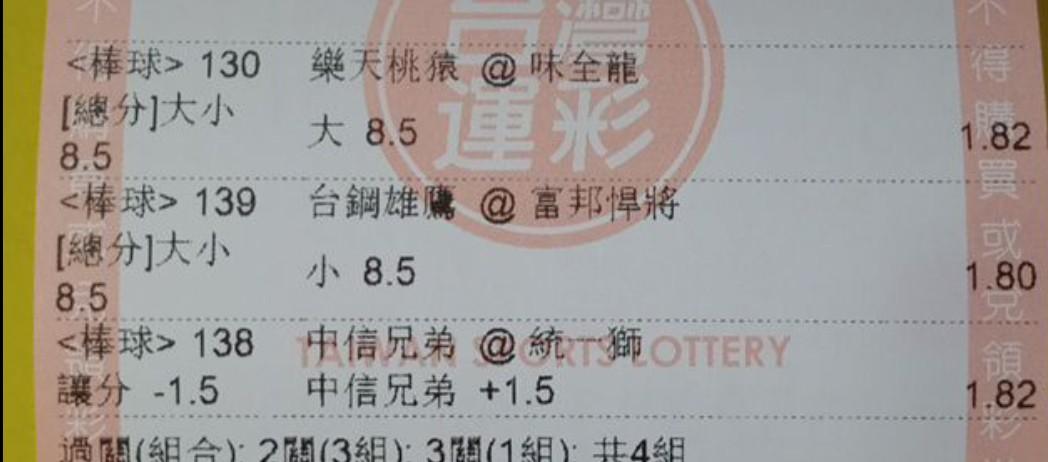 <棒球> 130 樂天桃猿 @ 味全龍
[總分]大小
8.5 大 8.5 1.82
<棒球> 139 台鋼雄鷹 @ 富邦悍將
[總分]大小
8.5 小 8.5 1.80
<棒球> 138 中信兄弟 @ 統一獅
讓分 -1.5 中信兄弟 +1.5 1.82
過關(組合): 2關(3組); 3關(1組); 共4組
台灣
運彩
TAIWAN SPORTS LOTTERY
不得購買或兌領彩